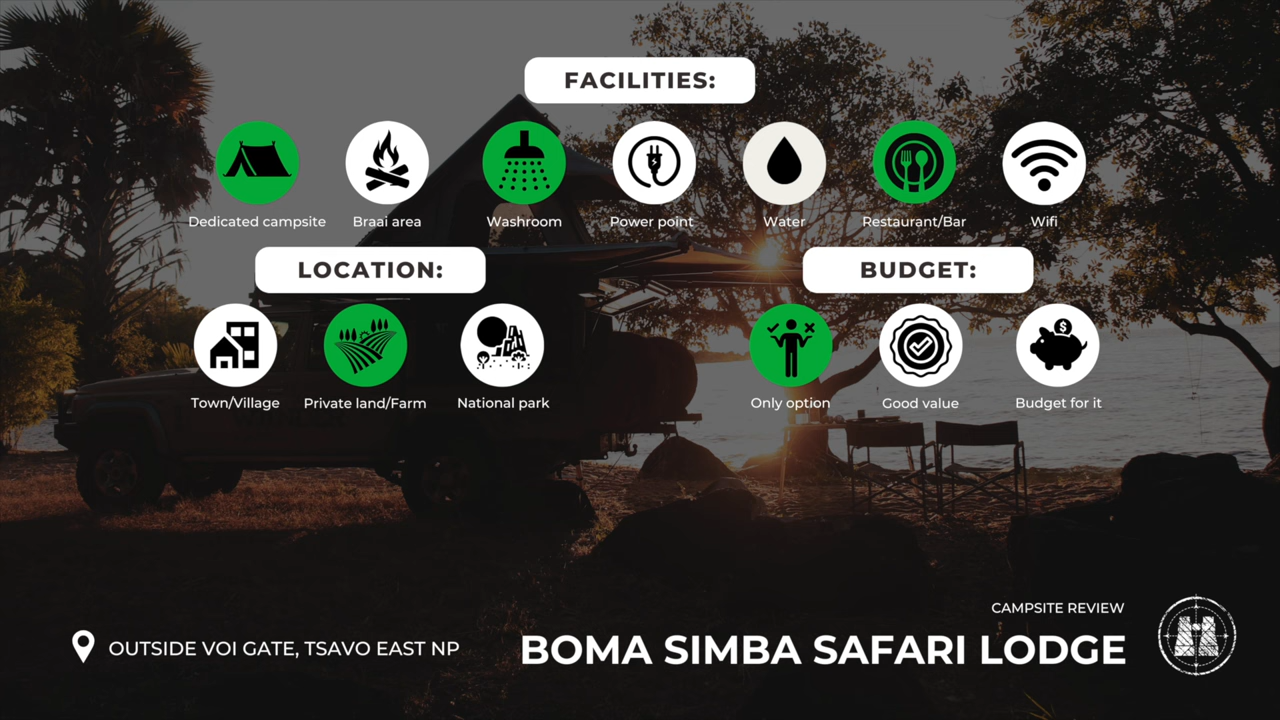 FACILITIES:
Dedicated campsite
Braai area
Washroom
Power point
Water
Restaurant/Bar
Wifi
LOCATION:
BUDGET:
Town/Village
Private land/Farm
National park
Only option
Good value
Budget for it
CAMPSITE REVIEW
OUTSIDE VOI GATE, TSAVO EAST NP
BOMA SIMBA SAFARI LODGE